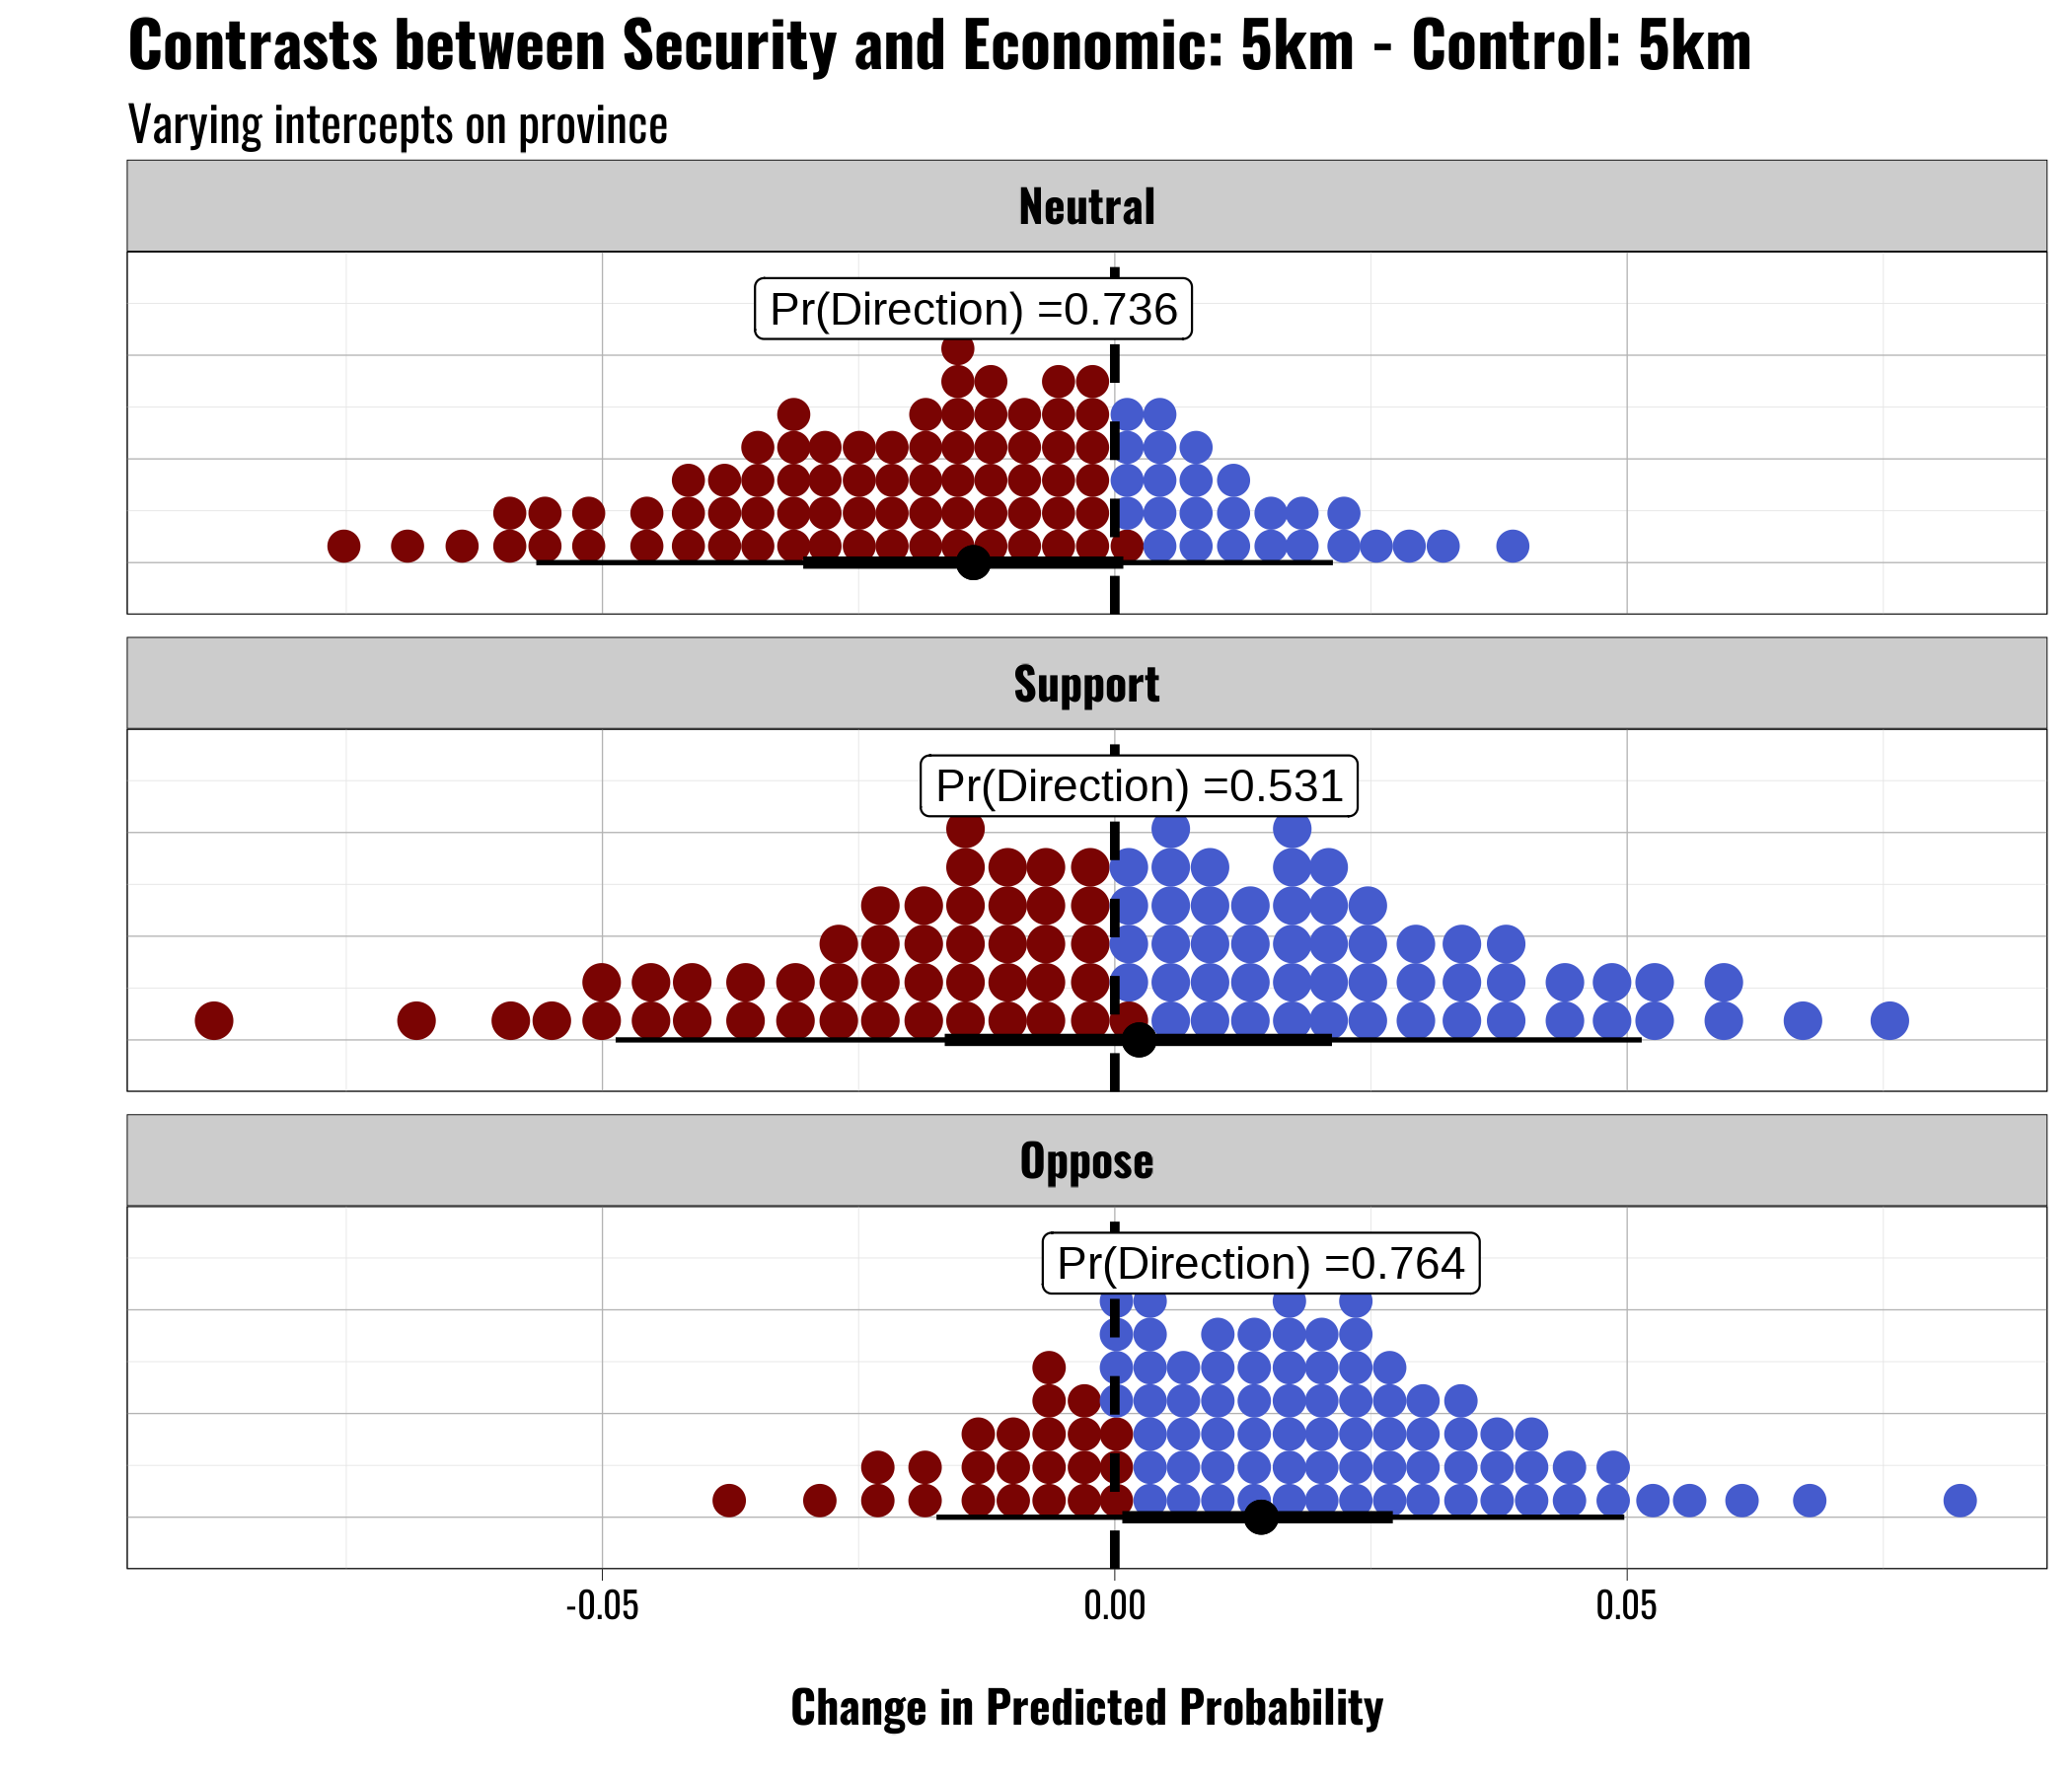 Contrasts between Security and Economic: 5km - Control: 5km
Varying intercepts on province
Neutral
Pr(Direction) =0.736
Support
Pr(Direction) =0.531
Oppose
Pr(Direction) =0.764
-0.05 0.00 0.05
Change in Predicted Probability